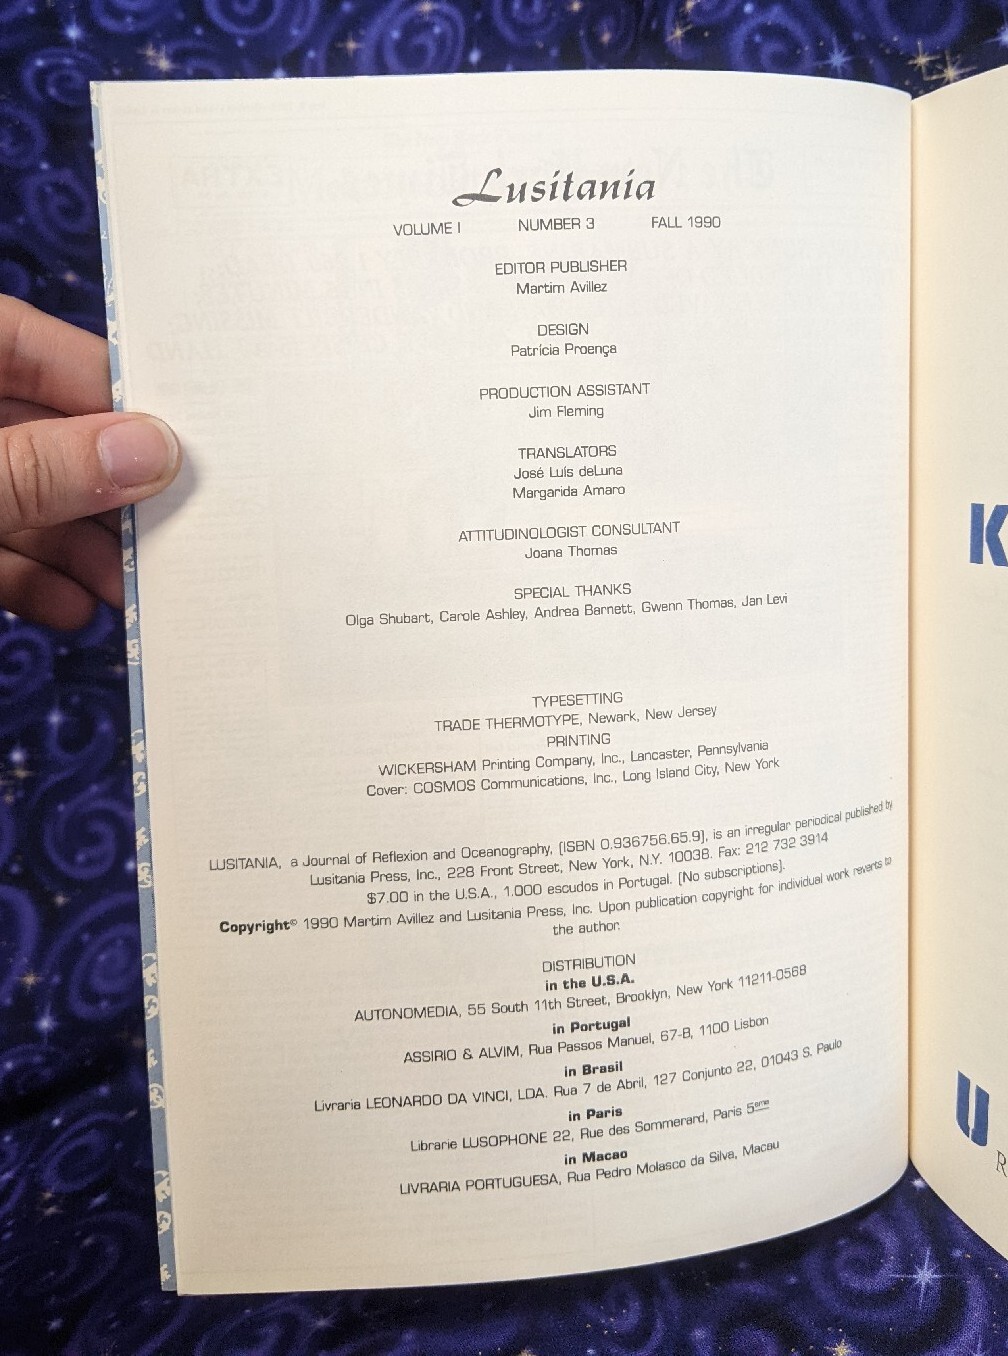 Lusitania
VOLUME I NUMBER 3 FALL 1990
EDITOR PUBLISHER
Martim Avillez
DESIGN
Patrícia Proença
PRODUCTION ASSISTANT
Jim Fleming
TRANSLATORS
José Luís deLuna
Margarida Amaro
ATTITUDINOLOGIST CONSULTANT
Joana Thomas
SPECIAL THANKS
Olga Shubart, Carole Ashley, Andrea Barnett, Gwenn Thomas, Jan Levi
TYPESETTING
TRADE THERMOTYPE, Newark, New Jersey
PRINTING
WICKERSHAM Printing Company, Inc., Lancaster, Pennsylvania
Cover: COSMOS Communications, Inc., Long Island City, New York
LUSITANIA, a Journal of Reflexion and Oceanography, (ISBN 0.936756.65.9), is an irregular periodical published by
Lusitania Press, Inc., 228 Front Street, New York, N.Y. 10038. Fax: 212 732 3914
$7.00 in the U.S.A., 1.000 escudos in Portugal. (No subscriptions).
Copyright© 1990 Martim Avillez and Lusitania Press, Inc. Upon publication copyright for individual work reverts to
the author.
DISTRIBUTION
in the U.S.A.
AUTONOMEDIA, 55 South 11th Street, Brooklyn, New York 11211-0568
in Portugal
ASSIRIO & ALVIM, Rua Passos Manuel, 67-B, 1100 Lisbon
in Brasil
Livraria LEONARDO DA VINCI, LDA. Rua 7 de Abril, 127 Conjunto 22, 01043 S. Paulo
in Paris
Librarie LUSOPHONE 22, Rue des Sommerard, Paris 5eme
in Macao
LIVRARIA PORTUGUESA, Rua Pedro Molasco da Silva, Macau
K
U
R